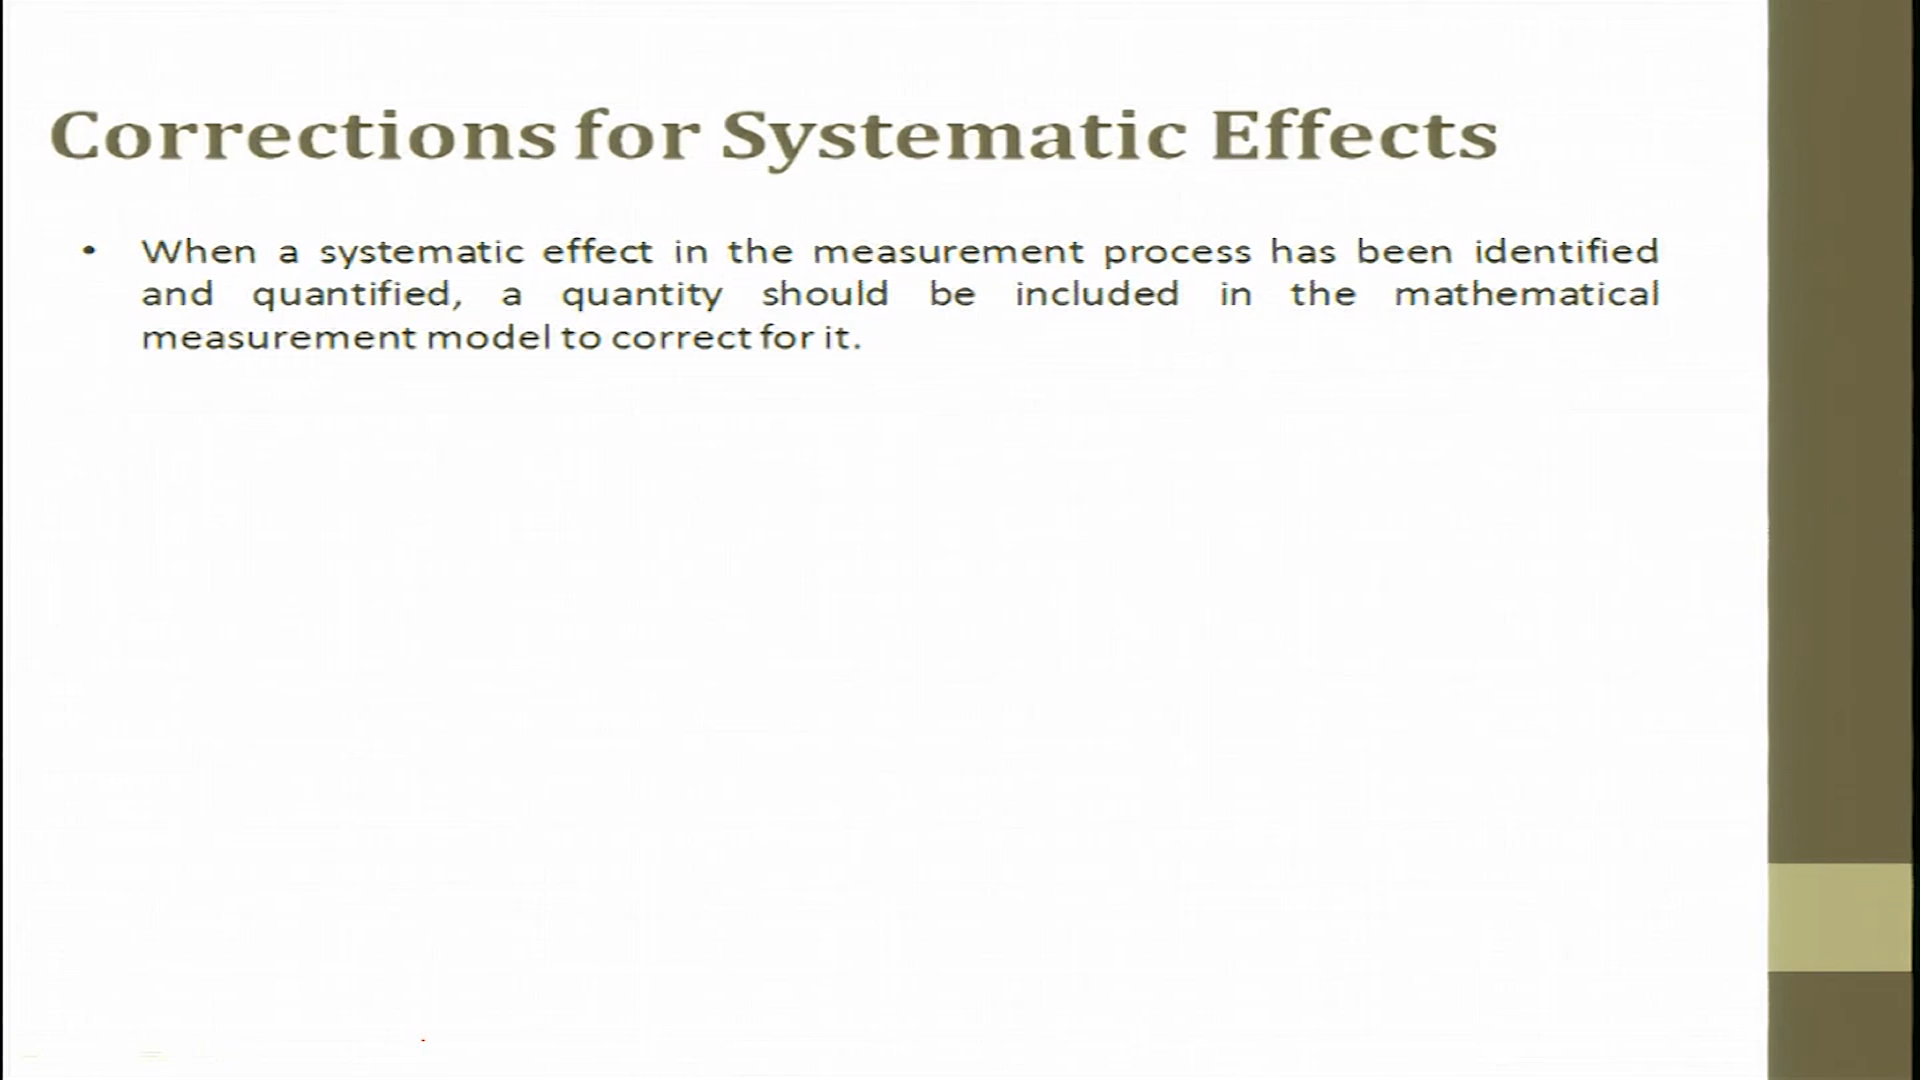 Corrections for Systematic Effects
• When a systematic effect in the measurement process has been identified
and quantified, a quantity should be included in the mathematical
measurement model to correct for it.